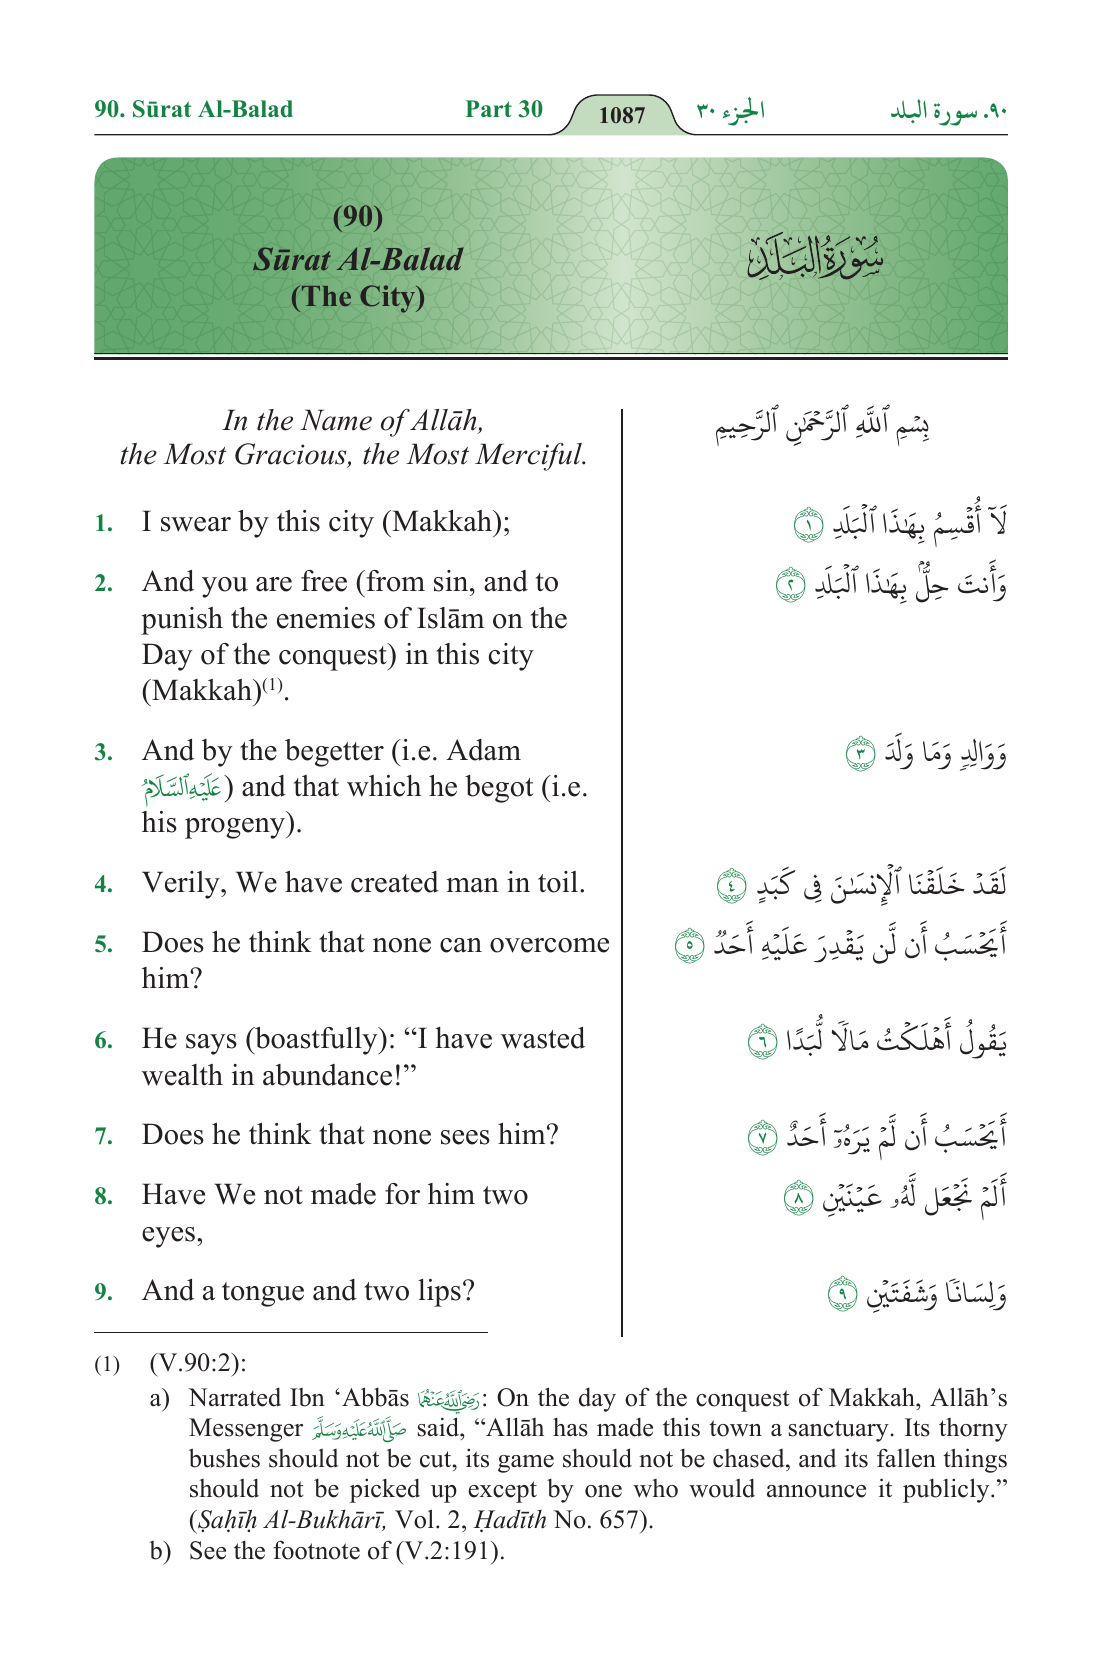 90. Sūrat Al-Balad Part 30 1087 الجزء ٣٠ ٩٠. سورة البلد
(90)
Sūrat Al-Balad
(The City)
سُورَةُ البَلَدِ
In the Name of Allāh,
the Most Gracious, the Most Merciful.
بِسْمِ ٱللَّهِ ٱلرَّحْمَٰنِ ٱلرَّحِيمِ
1. I swear by this city (Makkah);
لَآ أُقْسِمُ بِهَٰذَا ٱلْبَلَدِ ١
2. And you are free (from sin, and to
punish the enemies of Islām on the
Day of the conquest) in this city
(Makkah)(1).
وَأَنتَ حِلٌّۢ بِهَٰذَا ٱلْبَلَدِ ٢
3. And by the begetter (i.e. Adam
عَلَيْهِ ٱلسَّلَامُ) and that which he begot (i.e.
his progeny).
وَوَالِدٍ وَمَا وَلَدَ ٣
4. Verily, We have created man in toil.
لَقَدْ خَلَقْنَا ٱلْإِنسَٰنَ فِى كَبَدٍ ٤
5. Does he think that none can overcome
him?
أَيَحْسَبُ أَن لَّن يَقْدِرَ عَلَيْهِ أَحَدٌ ٥
6. He says (boastfully): “I have wasted
wealth in abundance!”
يَقُولُ أَهْلَكْتُ مَالًا لُّبَدًا ٦
7. Does he think that none sees him?
أَيَحْسَبُ أَن لَّمْ يَرَهُۥٓ أَحَدٌ ٧
8. Have We not made for him two
eyes,
أَلَمْ نَجْعَل لَّهُۥ عَيْنَيْنِ ٨
9. And a tongue and two lips?
وَلِسَانًا وَشَفَتَيْنِ ٩
(1) (V.90:2):
a) Narrated Ibn ‘Abbās رَضِيَ ٱللَّهُ عَنْهُمَا: On the day of the conquest of Makkah, Allāh’s
Messenger صَلَّى ٱللَّهُ عَلَيْهِ وَسَلَّمَ said, “Allāh has made this town a sanctuary. Its thorny
bushes should not be cut, its game should not be chased, and its fallen things
should not be picked up except by one who would announce it publicly.”
(Ṣaḥīḥ Al-Bukhārī, Vol. 2, Ḥadīth No. 657).
b) See the footnote of (V.2:191).